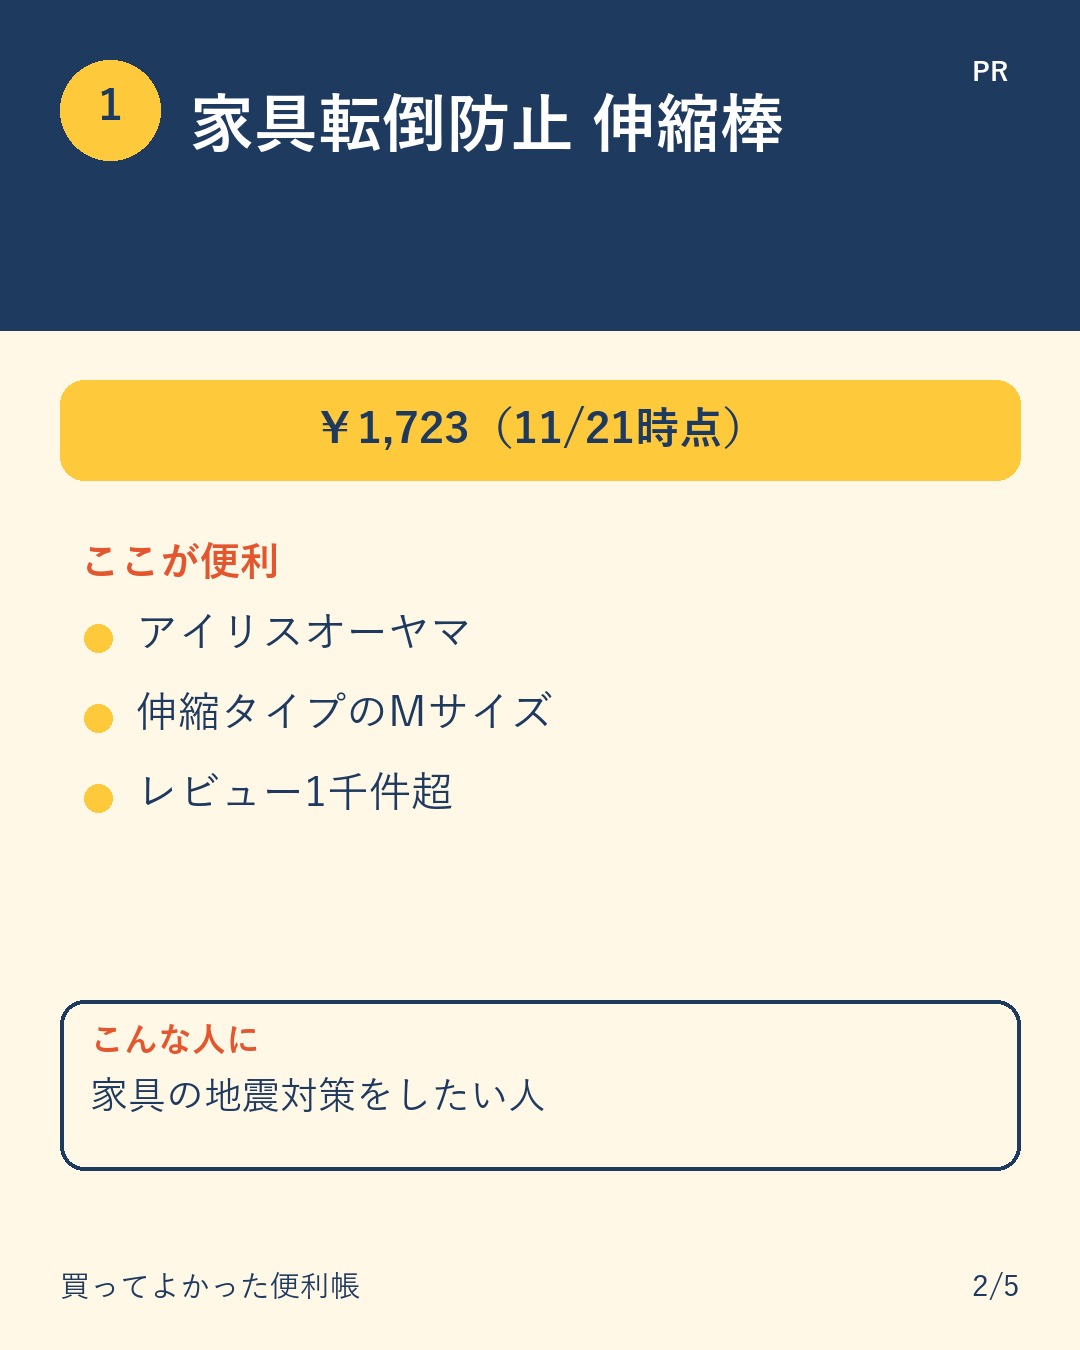 PR
1
家具転倒防止 伸縮棒
￥1,723（11/21時点）
ここが便利
アイリスオーヤマ
伸縮タイプのMサイズ
レビュー1千件超
こんな人に
家具の地震対策をしたい人
買ってよかった便利帳
2/5